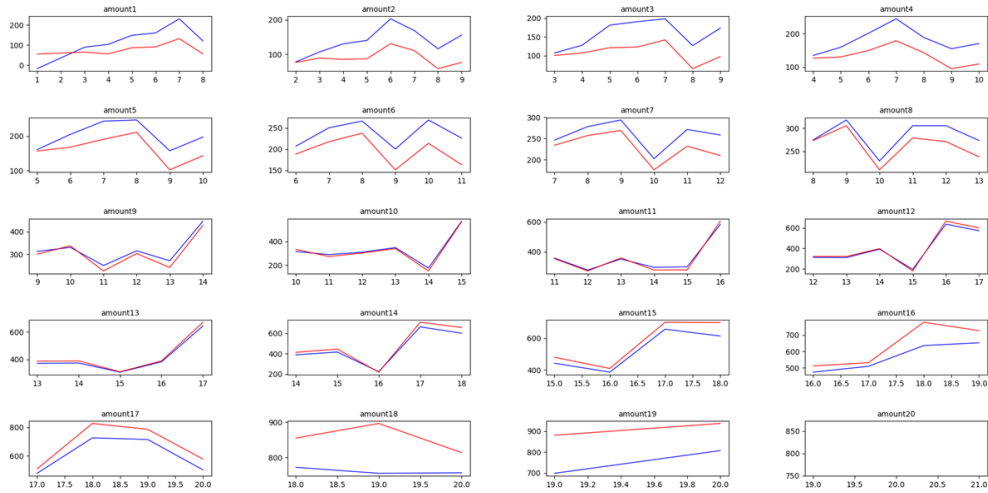 amount1 amount2 amount3 amount4
200 100 0
1 2 3 4 5 6 7 8
200 100
2 3 4 5 6 7 8 9
200 150 100
3 4 5 6 7 8 9
200 100
4 5 6 7 8 9 10
amount5 amount6 amount7 amount8
200 100
5 6 7 8 9 10
250 200 150
6 7 8 9 10 11
300 250 200
7 8 9 10 11 12
300 250
8 9 10 11 12 13
amount9 amount10 amount11 amount12
400 300
9 10 11 12 13 14
400 200
10 11 12 13 14 15
600 400
11 12 13 14 15 16
600 400 200
12 13 14 15 16 17
amount13 amount14 amount15 amount16
600 400
13 14 15 16 17
600 400 200
14 15 16 17 18
600 400
15.0 15.5 16.0 16.5 17.0 17.5 18.0
700 600 500
16.0 16.5 17.0 17.5 18.0 18.5 19.0
amount17 amount18 amount19 amount20
800 600
17.0 17.5 18.0 18.5 19.0 19.5 20.0
900 750
18.0 18.5 19.0 19.5 20.0
900 800 700
19.0 19.2 19.4 19.6 19.8 20.0
850 800 750
20.0 20.2 20.4 20.6 20.8 21.0